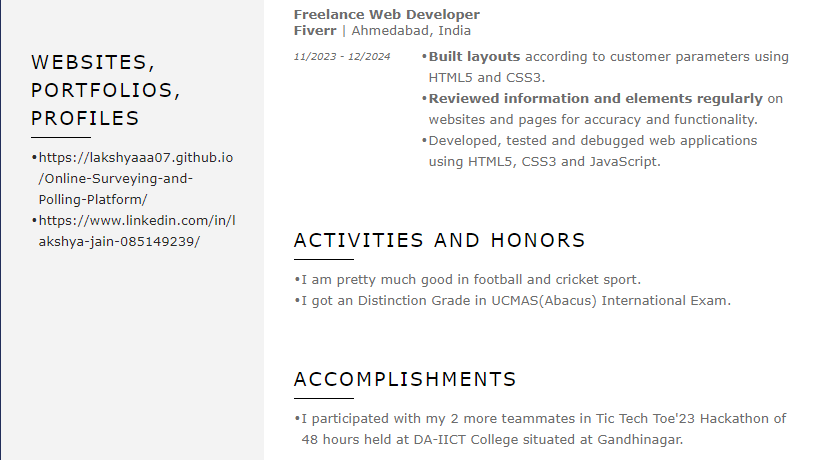 WEBSITES,
PORTFOLIOS,
PROFILES
•https://lakshyaaa07.github.io
/Online-Surveying-and-
Polling-Platform/
•https://www.linkedin.com/in/l
akshya-jain-085149239/
Freelance Web Developer
Fiverr | Ahmedabad, India
11/2023 - 12/2024
•Built layouts according to customer parameters using
HTML5 and CSS3.
•Reviewed information and elements regularly on
websites and pages for accuracy and functionality.
•Developed, tested and debugged web applications
using HTML5, CSS3 and JavaScript.
ACTIVITIES AND HONORS
•I am pretty much good in football and cricket sport.
•I got an Distinction Grade in UCMAS(Abacus) International Exam.
ACCOMPLISHMENTS
•I participated with my 2 more teammates in Tic Tech Toe'23 Hackathon of
48 hours held at DA-IICT College situated at Gandhinagar.